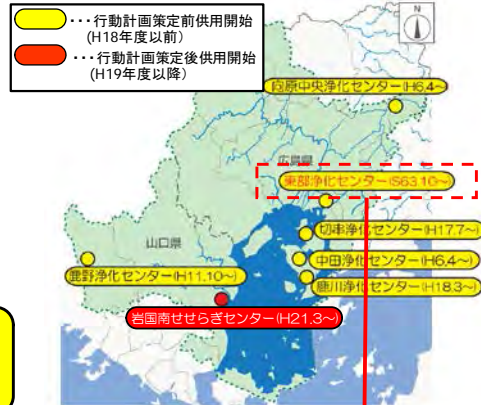 ・・・行動計画策定前供用開始
(H18年度以前)
・・・行動計画策定後供用開始
(H19年度以降)
N
向原中央浄化センター(H6.4～)
広島県
東部浄化センター(S63.10～)
切串浄化センター(H17.7～)
山口県
中田浄化センター(H6.4～)
鹿野浄化センター(H11.10～)
鹿川浄化センター(H18.3～)
岩国南せせらぎセンター(H21.3～)